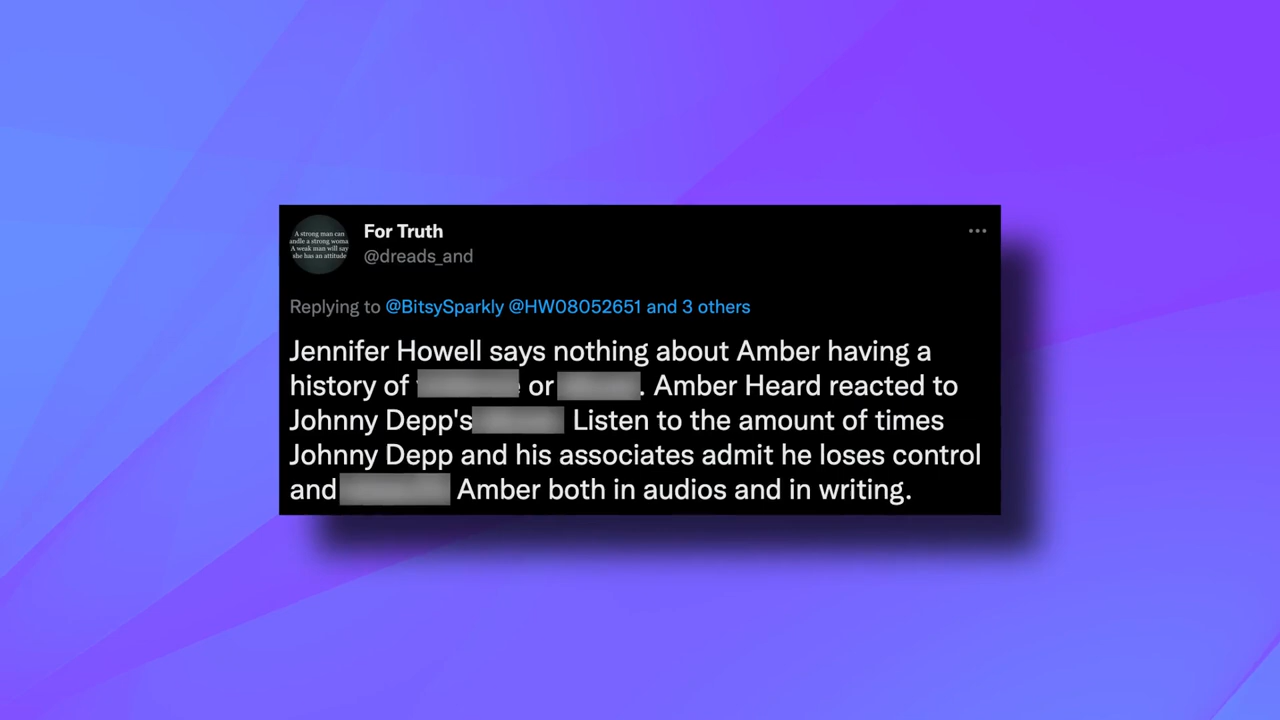 A strong man can
andle a strong woma
A weak man will say
she has an attitude
For Truth
@dreads_and
Replying to @BitsySparkly @HW08052651 and 3 others
Jennifer Howell says nothing about Amber having a
history of or . Amber Heard reacted to
Johnny Depp's Listen to the amount of times
Johnny Depp and his associates admit he loses control
and Amber both in audios and in writing.